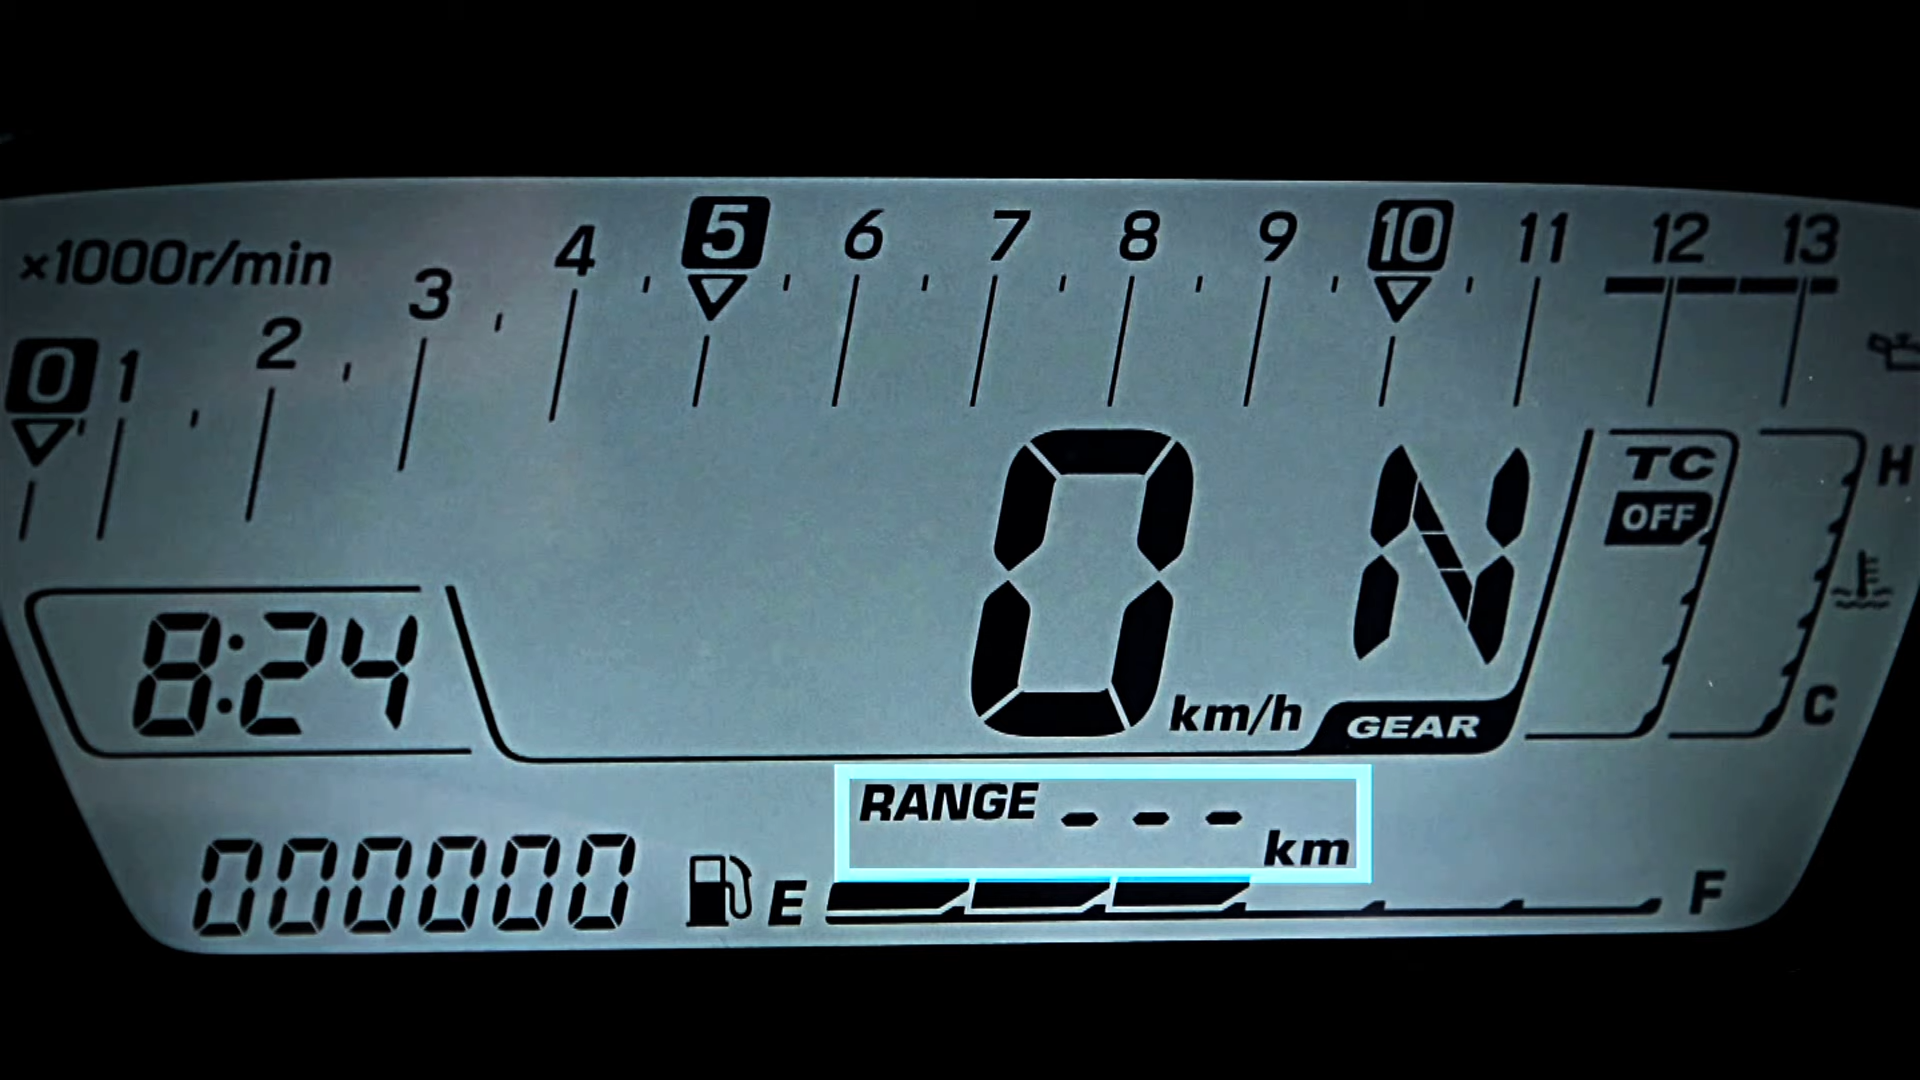 ×1000r/min
0 1 2 3 4 5 6 7 8 9 10 11 12 13
TC
OFF
H
C
8:24
0 km/h
N
GEAR
RANGE --- km
000000
E F